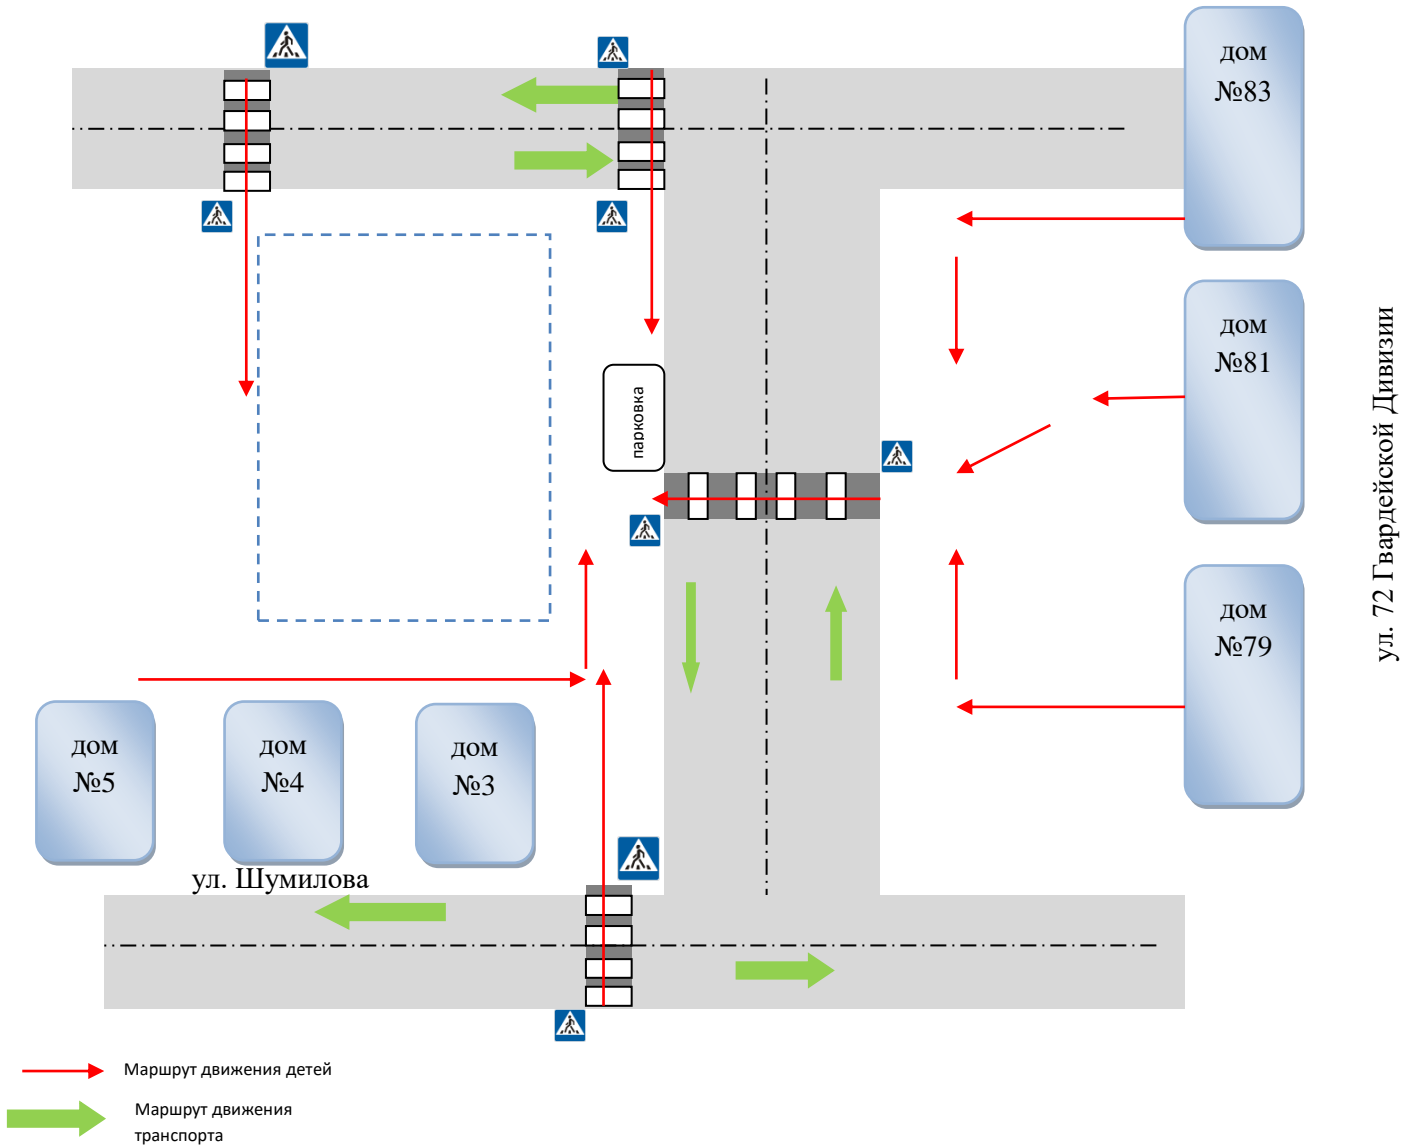 дом
№83
дом
№81
ул. 72 Гвардейской Дивизии
парковка
дом
№79
дом
№5
дом
№4
дом
№3
ул. Шумилова
Маршрут движения детей
Маршрут движения
транспорта